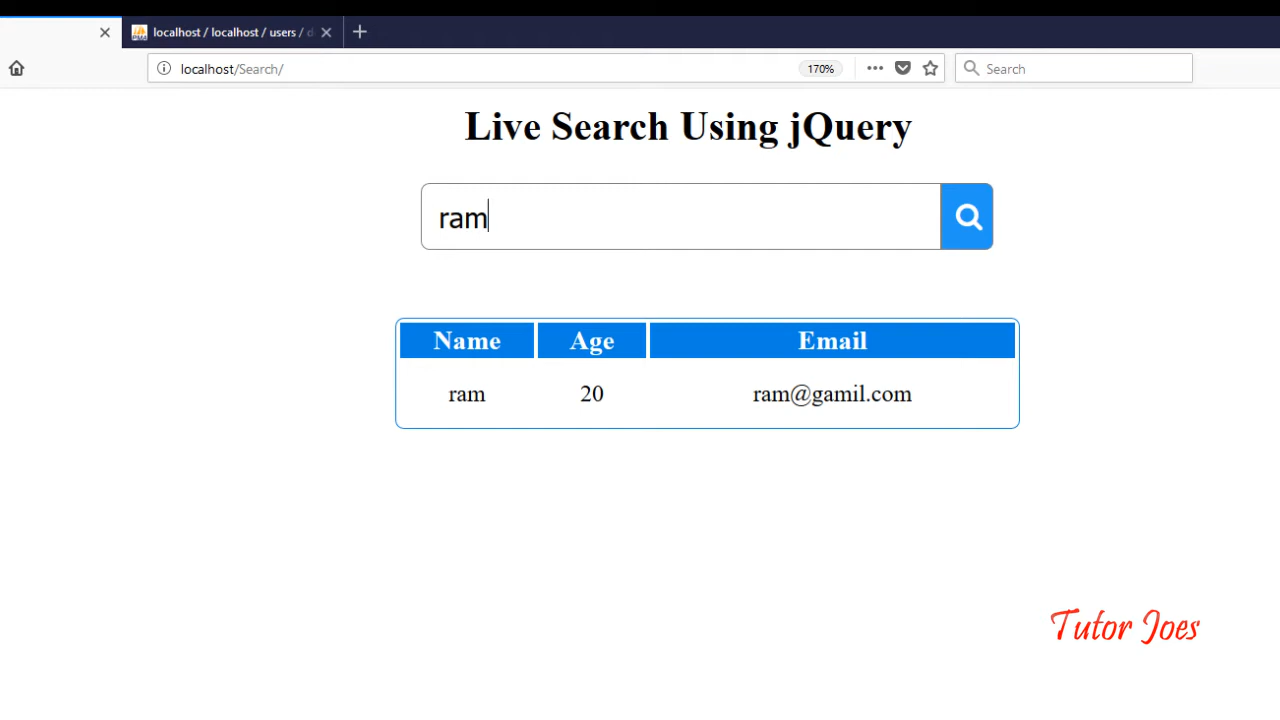 localhost / localhost / users / d
localhost/Search/
170%
Search
Live Search Using jQuery
ram
Name Age Email
ram 20 ram@gamil.com
Tutor Joes